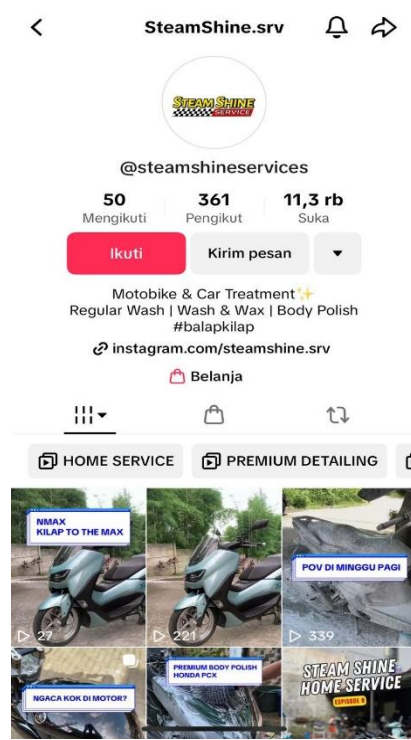 SteamShine.srv
STEAM SHINE
SERVICE
@steamshineservices
50 361 11,3 rb
Mengikuti Pengikut Suka
Ikuti Kirim pesan
Motobike & Car Treatment✨
Regular Wash | Wash & Wax | Body Polish
#balapkilap
instagram.com/steamshine.srv
Belanja
HOME SERVICE PREMIUM DETAILING
NMAX
KILAP TO THE MAX
27
221
POV DI MINGGU PAGI
339
NGACA KOK DI MOTOR?
PREMIUM BODY POLISH
HONDA PCX
STEAM SHINE
HOME SERVICE